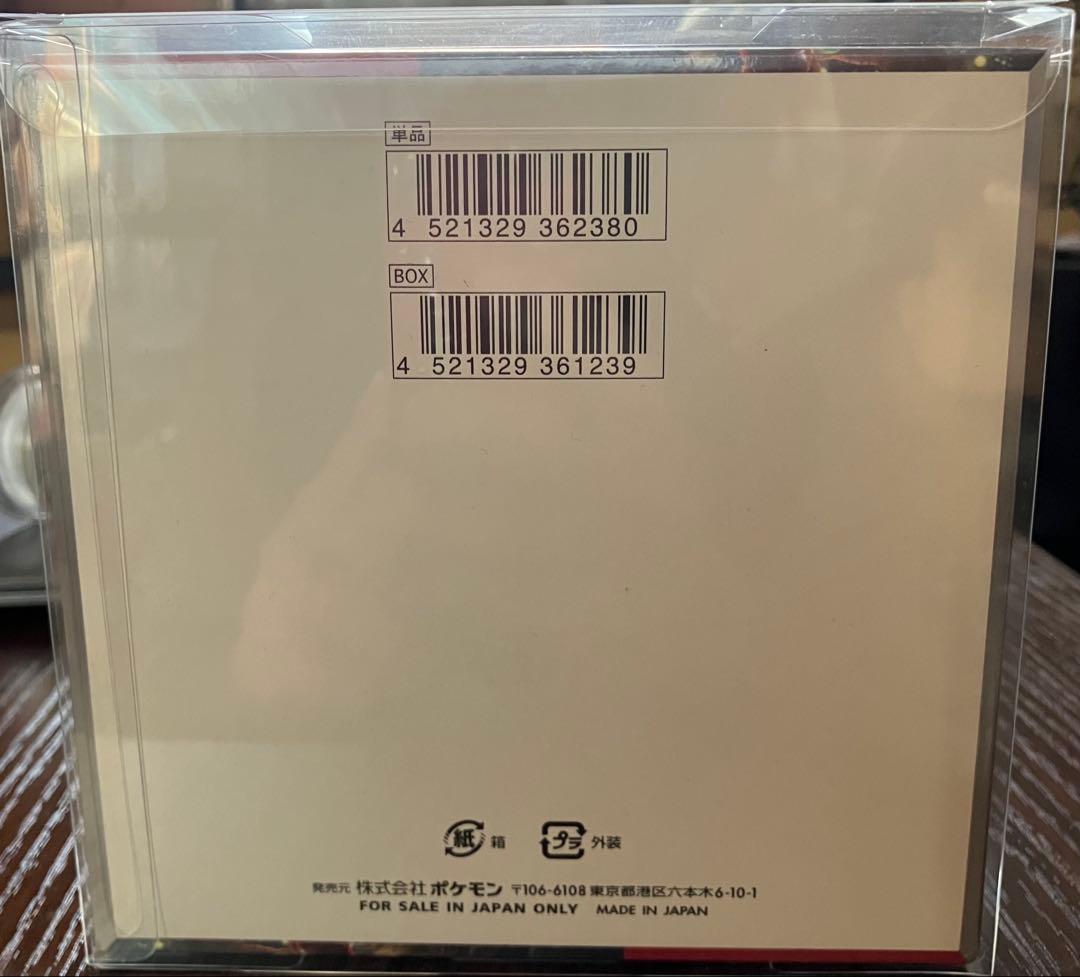 単品
4 521329 362380
BOX
4 521329 361239
紙 箱 プラ 外装
発売元 株式会社 ポケモン 〒106-6108 東京都港区六本木6-10-1
FOR SALE IN JAPAN ONLY MADE IN JAPAN